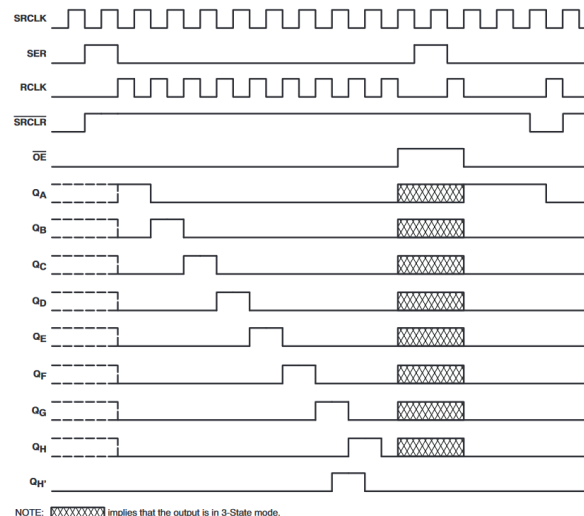 SRCLK
SER
RCLK
SRCLR
OE
QA
QB
QC
QD
QE
QF
QG
QH
QH'
NOTE: implies that the output is in 3-State mode.